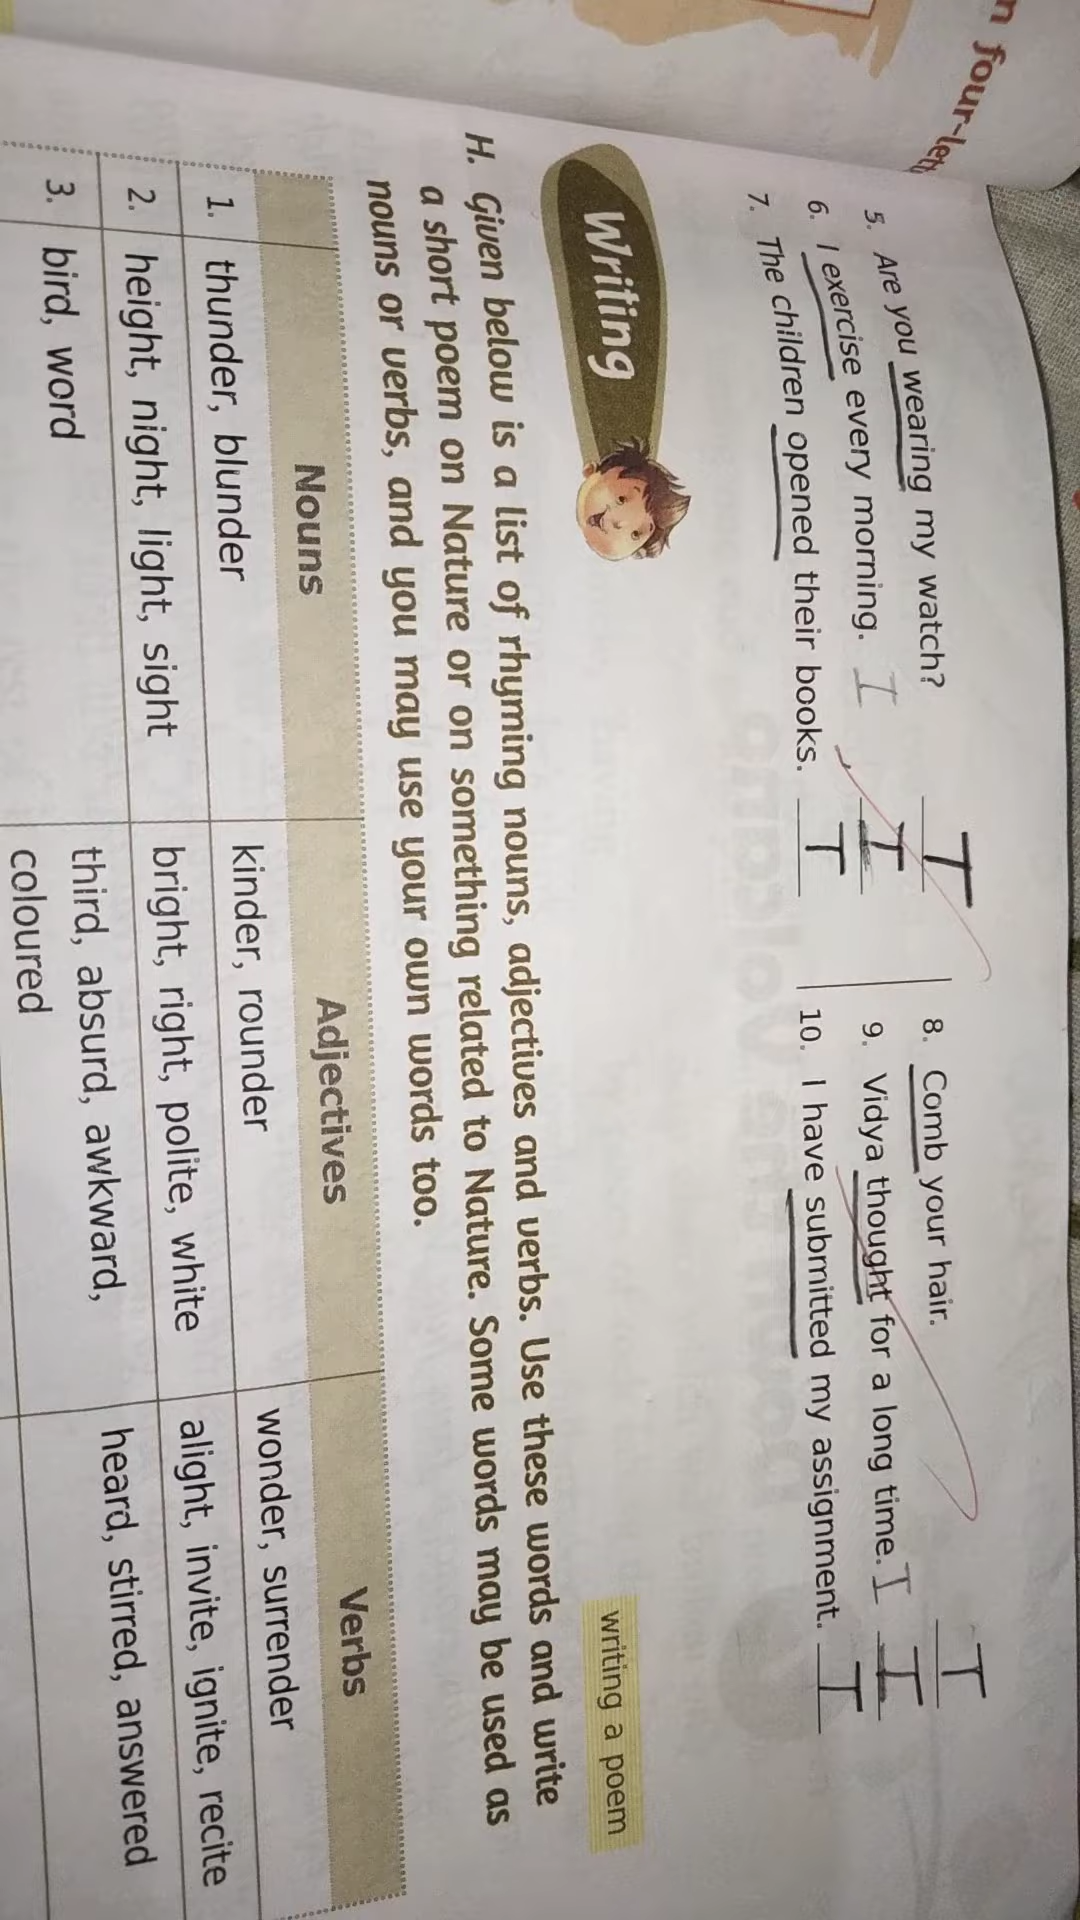 n four-lett
5. Are you wearing my watch? T
6. I exercise every morning. I I
7. The children opened their books. T
8. Comb your hair. T
9. Vidya thought for a long time. I I
10. I have submitted my assignment. T
Writing
writing a poem
H. Given below is a list of rhyming nouns, adjectives and verbs. Use these words and write
a short poem on Nature or on something related to Nature. Some words may be used as
nouns or verbs, and you may use your own words too.
Nouns Adjectives Verbs
1. thunder, blunder kinder, rounder wonder, surrender
2. height, night, light, sight bright, right, polite, white alight, invite, ignite, recite
3. bird, word third, absurd, awkward, heard, stirred, answered
coloured